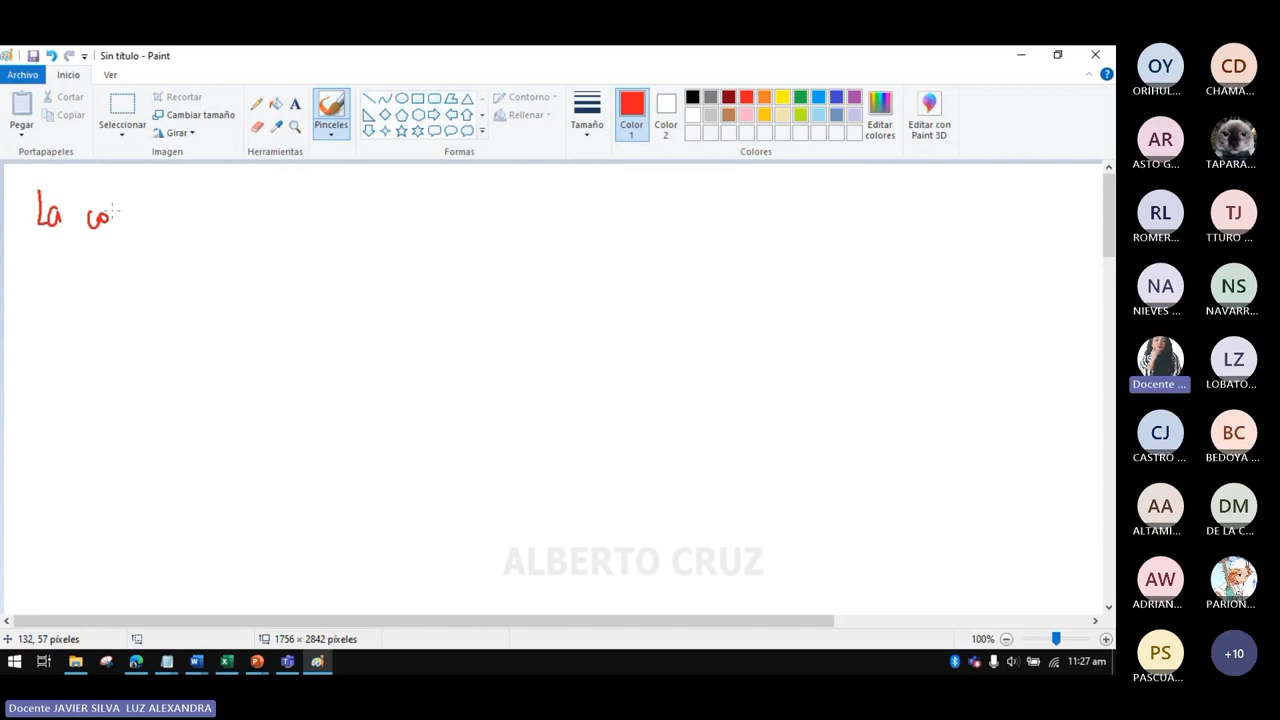 Sin título - Paint
Archivo Inicio Ver
Pegar
Cortar
Copiar
Portapapeles
Seleccionar
Recortar
Cambiar tamaño
Girar
Imagen
A
Herramientas
Pinceles
Contorno
Rellenar
Formas
Tamaño
Color 1
Color 2
Editar colores
Colores
Editar con Paint 3D
La co
ALBERTO CRUZ
132, 57 píxeles
1756 × 2842 píxeles
100%
11:27 am
OY CD
ORIHUL... CHAMA...
AR
ASTO G... TAPARA...
RL TJ
ROMER... TTURO ...
NA NS
NIEVES ... NAVARR...
LZ
Docente ... LOBATO...
CJ BC
CASTRO ... BEDOYA ...
AA DM
ALTAMI... DE LA C...
AW
ADRIAN... PARION...
PS +10
PASCUA...
Docente JAVIER SILVA LUZ ALEXANDRA